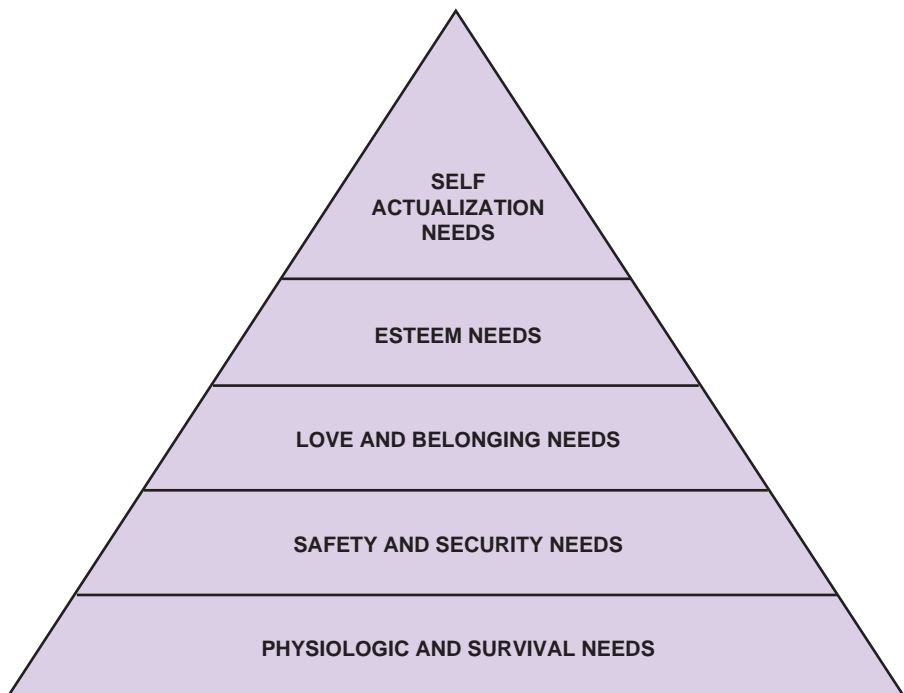 SELF
ACTUALIZATION
NEEDS
ESTEEM NEEDS
LOVE AND BELONGING NEEDS
SAFETY AND SECURITY NEEDS
PHYSIOLOGIC AND SURVIVAL NEEDS